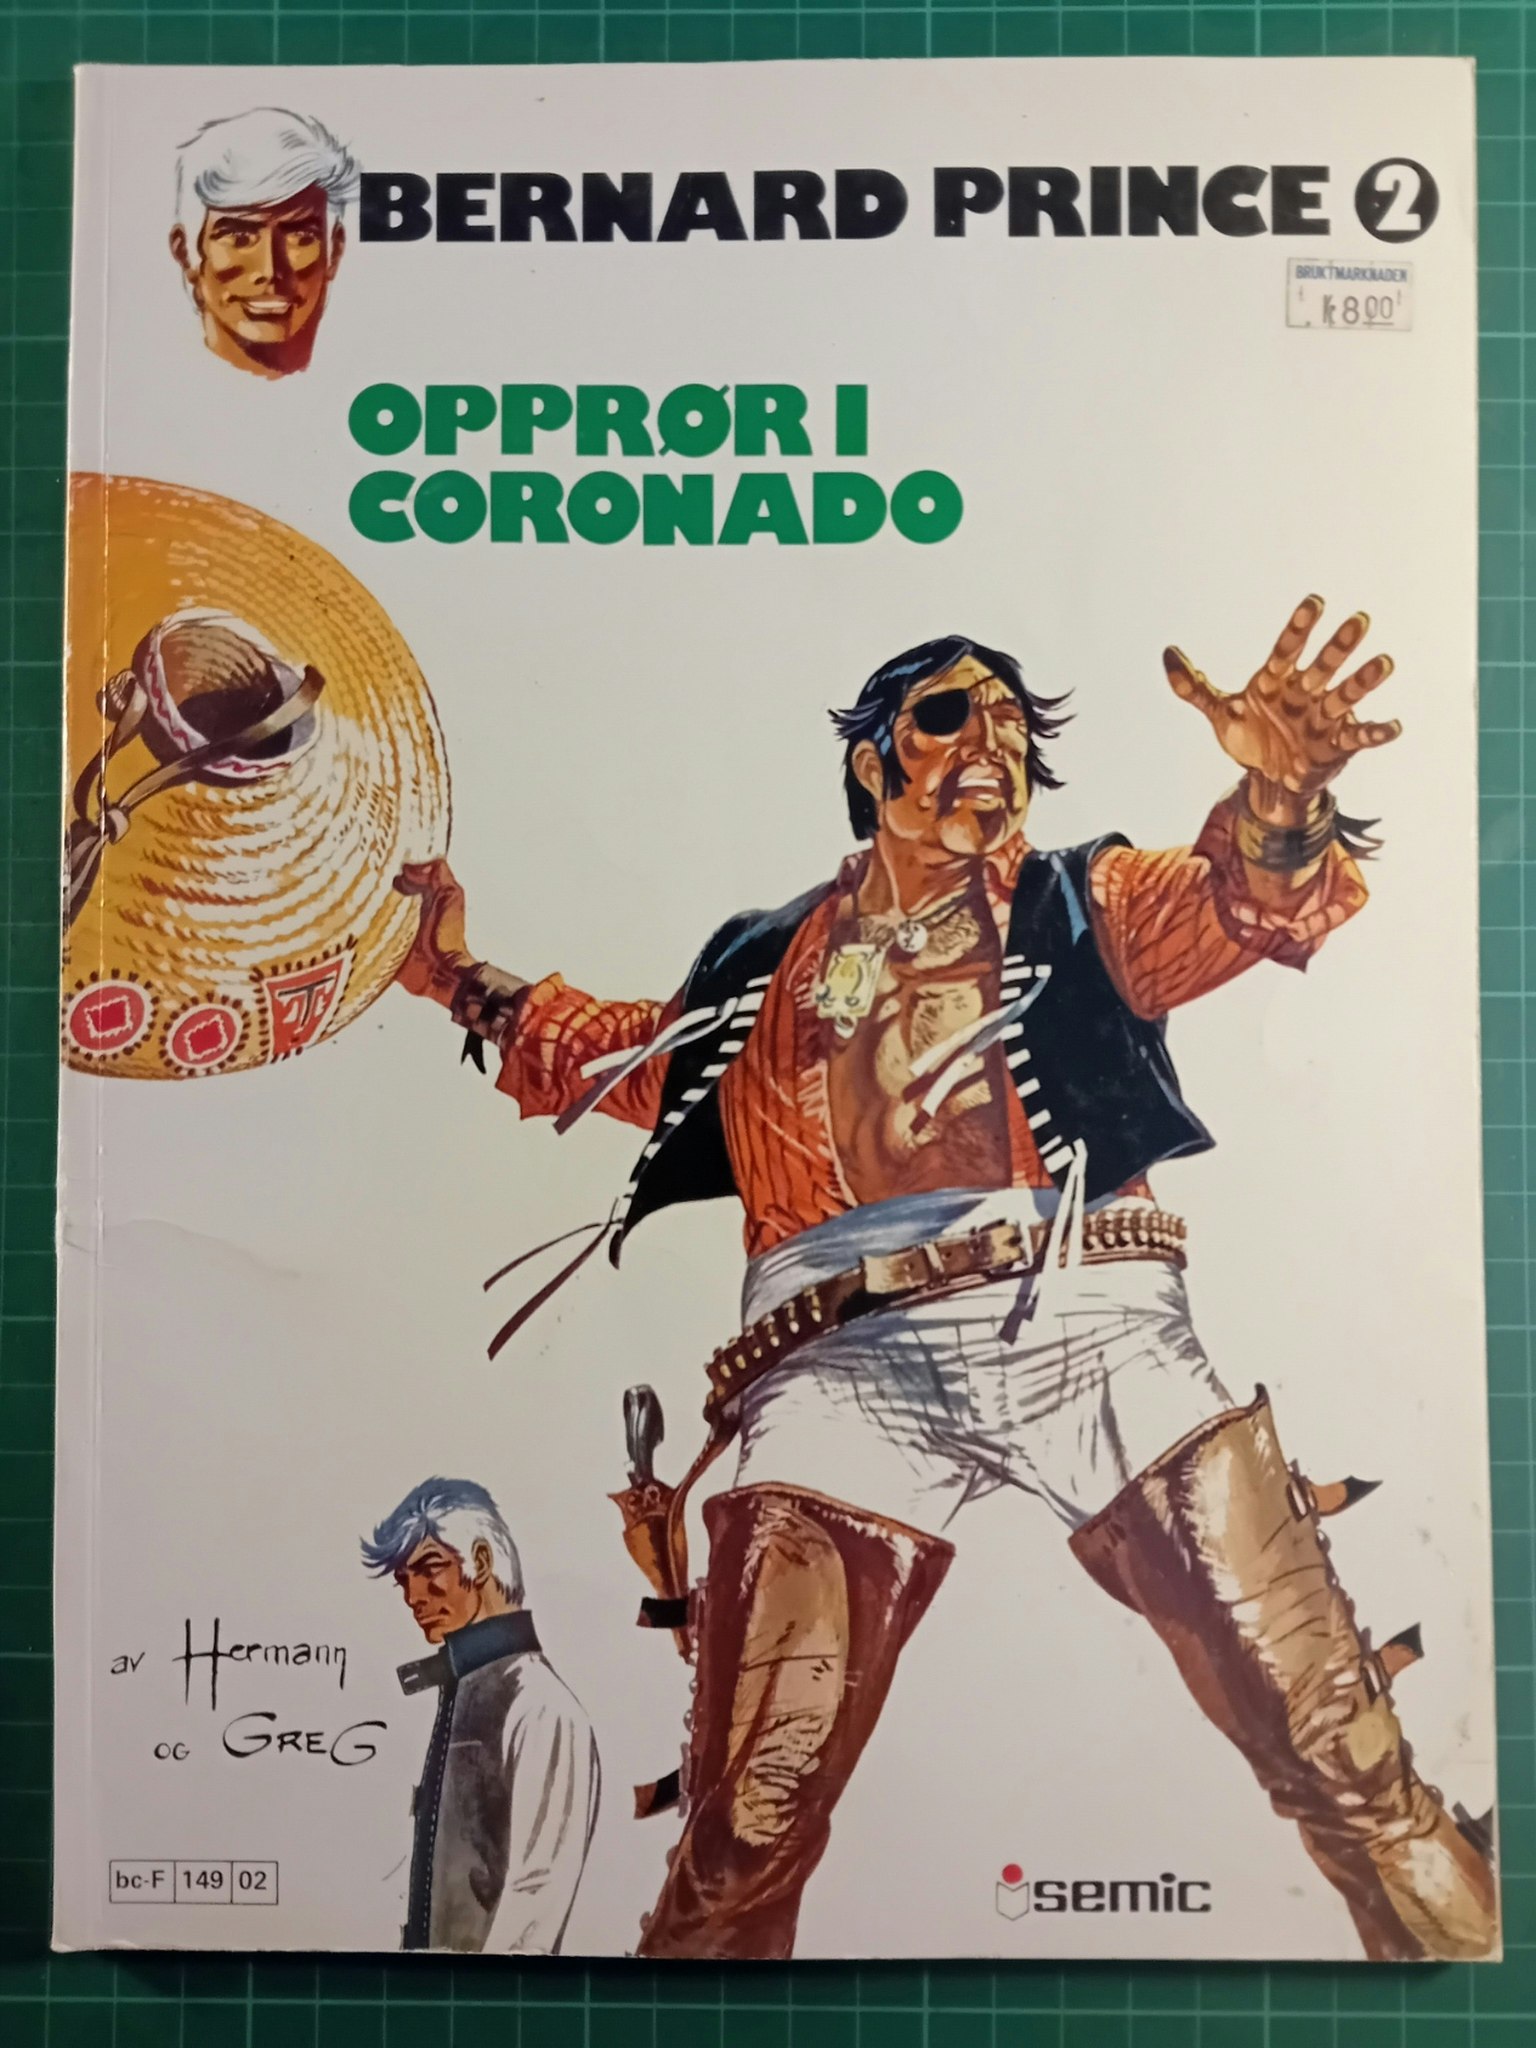 BERNARD PRINCE 2
BRUKTMARKNADEN
Kr 8.00
OPPRØR I
CORONADO
av Hermann
OG GREG
bc-F 149 02
semic